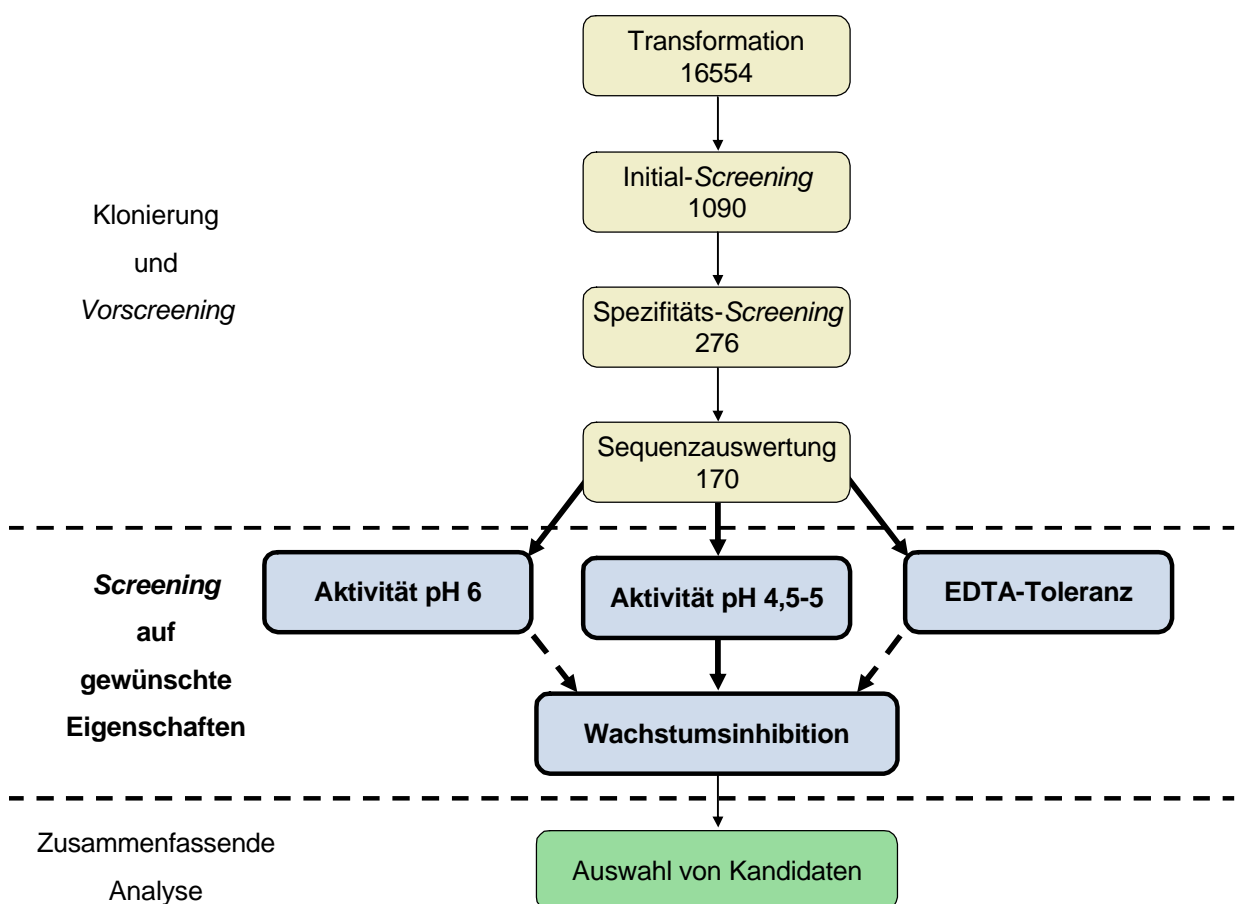 Transformation
16554
Initial-Screening
1090
Klonierung
und
Vorscreening
Spezifitäts-Screening
276
Sequenzauswertung
170
Screening
auf
gewünschte
Eigenschaften
Aktivität pH 6
Aktivität pH 4,5-5
EDTA-Toleranz
Wachstumsinhibition
Zusammenfassende
Analyse
Auswahl von Kandidaten